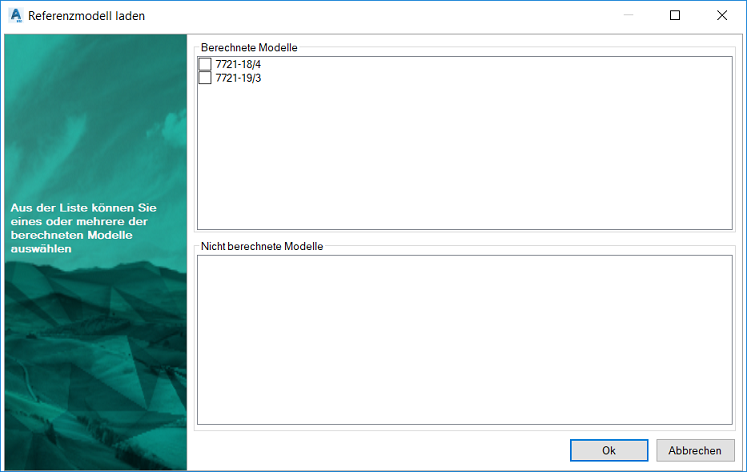 Referenzmodell laden
Aus der Liste können Sie
eines oder mehrere der
berechneten Modelle
auswählen
Berechnete Modelle
7721-18/4
7721-19/3
Nicht berechnete Modelle
Ok
Abbrechen